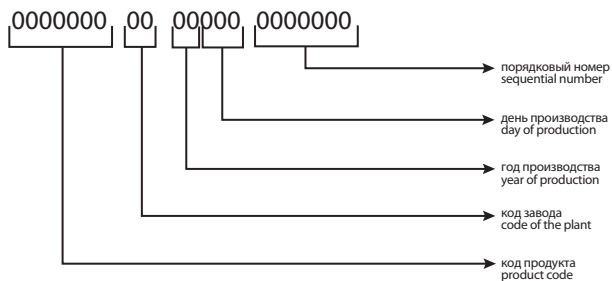 0000000 00 00000 0000000
порядковый номер
sequential number
день производства
day of production
год производства
year of production
код завода
code of the plant
код продукта
product code